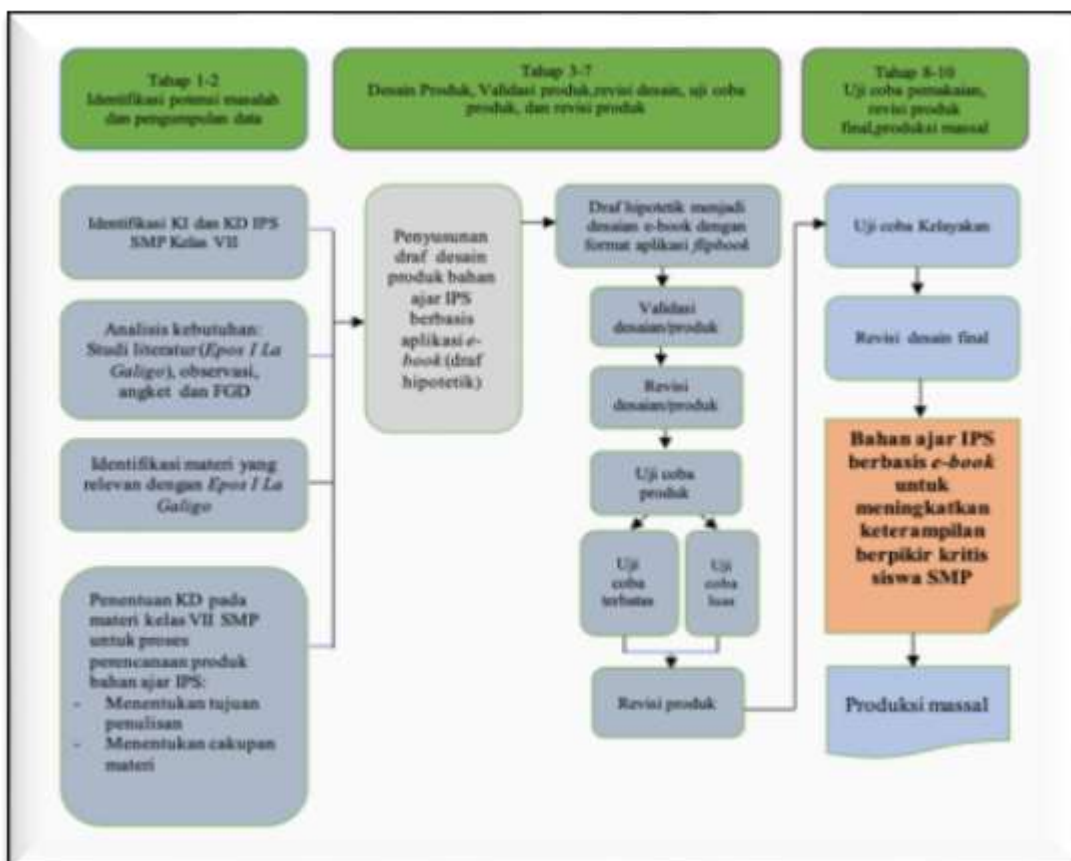 Tahap 1-2
Identifikasi potensi masalah
dan pengumpulan data
Tahap 3-7
Desain Produk, Validasi produk,revisi desain, uji coba
produk, dan revisi produk
Tahap 8-10
Uji coba pemakaian,
revisi produk
final,produksi massal
Identifikasi KI dan KD IPS
SMP Kelas VII
Analisis kebutuhan:
Studi literatur (Epos I La
Galigo), observasi,
angket dan FGD
Identifikasi materi yang
relevan dengan Epos I La
Galigo
Penentuan KD pada
materi kelas VII SMP
untuk proses
perencanaan produk
bahan ajar IPS:
- Menentukan tujuan
penulisan
- Menentukan cakupan
materi
Penyusunan
draf desain
produk bahan
ajar IPS
berbasis
aplikasi e-
book (draf
hipotetik)
Draf hipotetik menjadi
desaian e-book dengan
format aplikasi flipbook
Validasi
desaian/produk
Revisi
desaian/produk
Uji coba
produk
Uji
coba
terbatas
Uji
coba
luas
Revisi produk
Uji coba Kelayakan
Revisi desain final
Bahan ajar IPS
berbasis e-book
untuk
meningkatkan
keterampilan
berpikir kritis
siswa SMP
Produksi massal